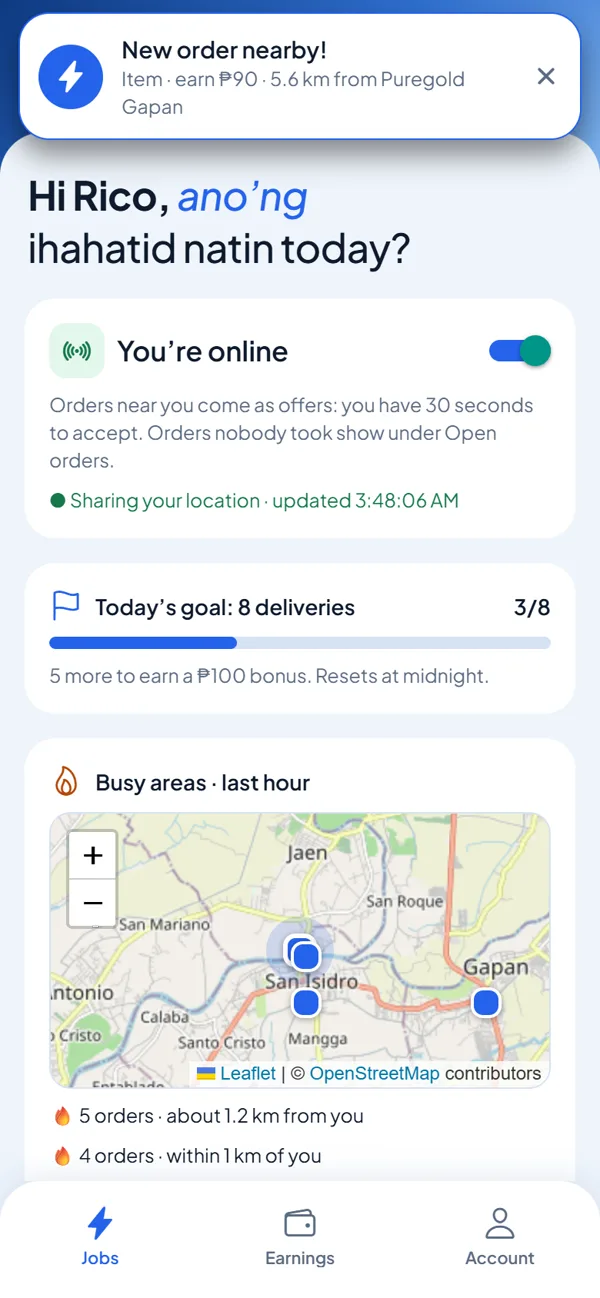 New order nearby!
Item · earn ₱90 · 5.6 km from Puregold
Gapan
Hi Rico, ano’ng
ihahatid natin today?
You’re online
Orders near you come as offers: you have 30 seconds
to accept. Orders nobody took show under Open
orders.
Sharing your location · updated 3:48:06 AM
Today’s goal: 8 deliveries 3/8
5 more to earn a ₱100 bonus. Resets at midnight.
Busy areas · last hour
+
−
Jaen
San Roque
San Mariano
Gapan
San Isidro
ntonio
Calaba
Cristo
Santo Cristo
Mangga
Leaflet | © OpenStreetMap contributors
5 orders · about 1.2 km from you
4 orders · within 1 km of you
Jobs Earnings Account